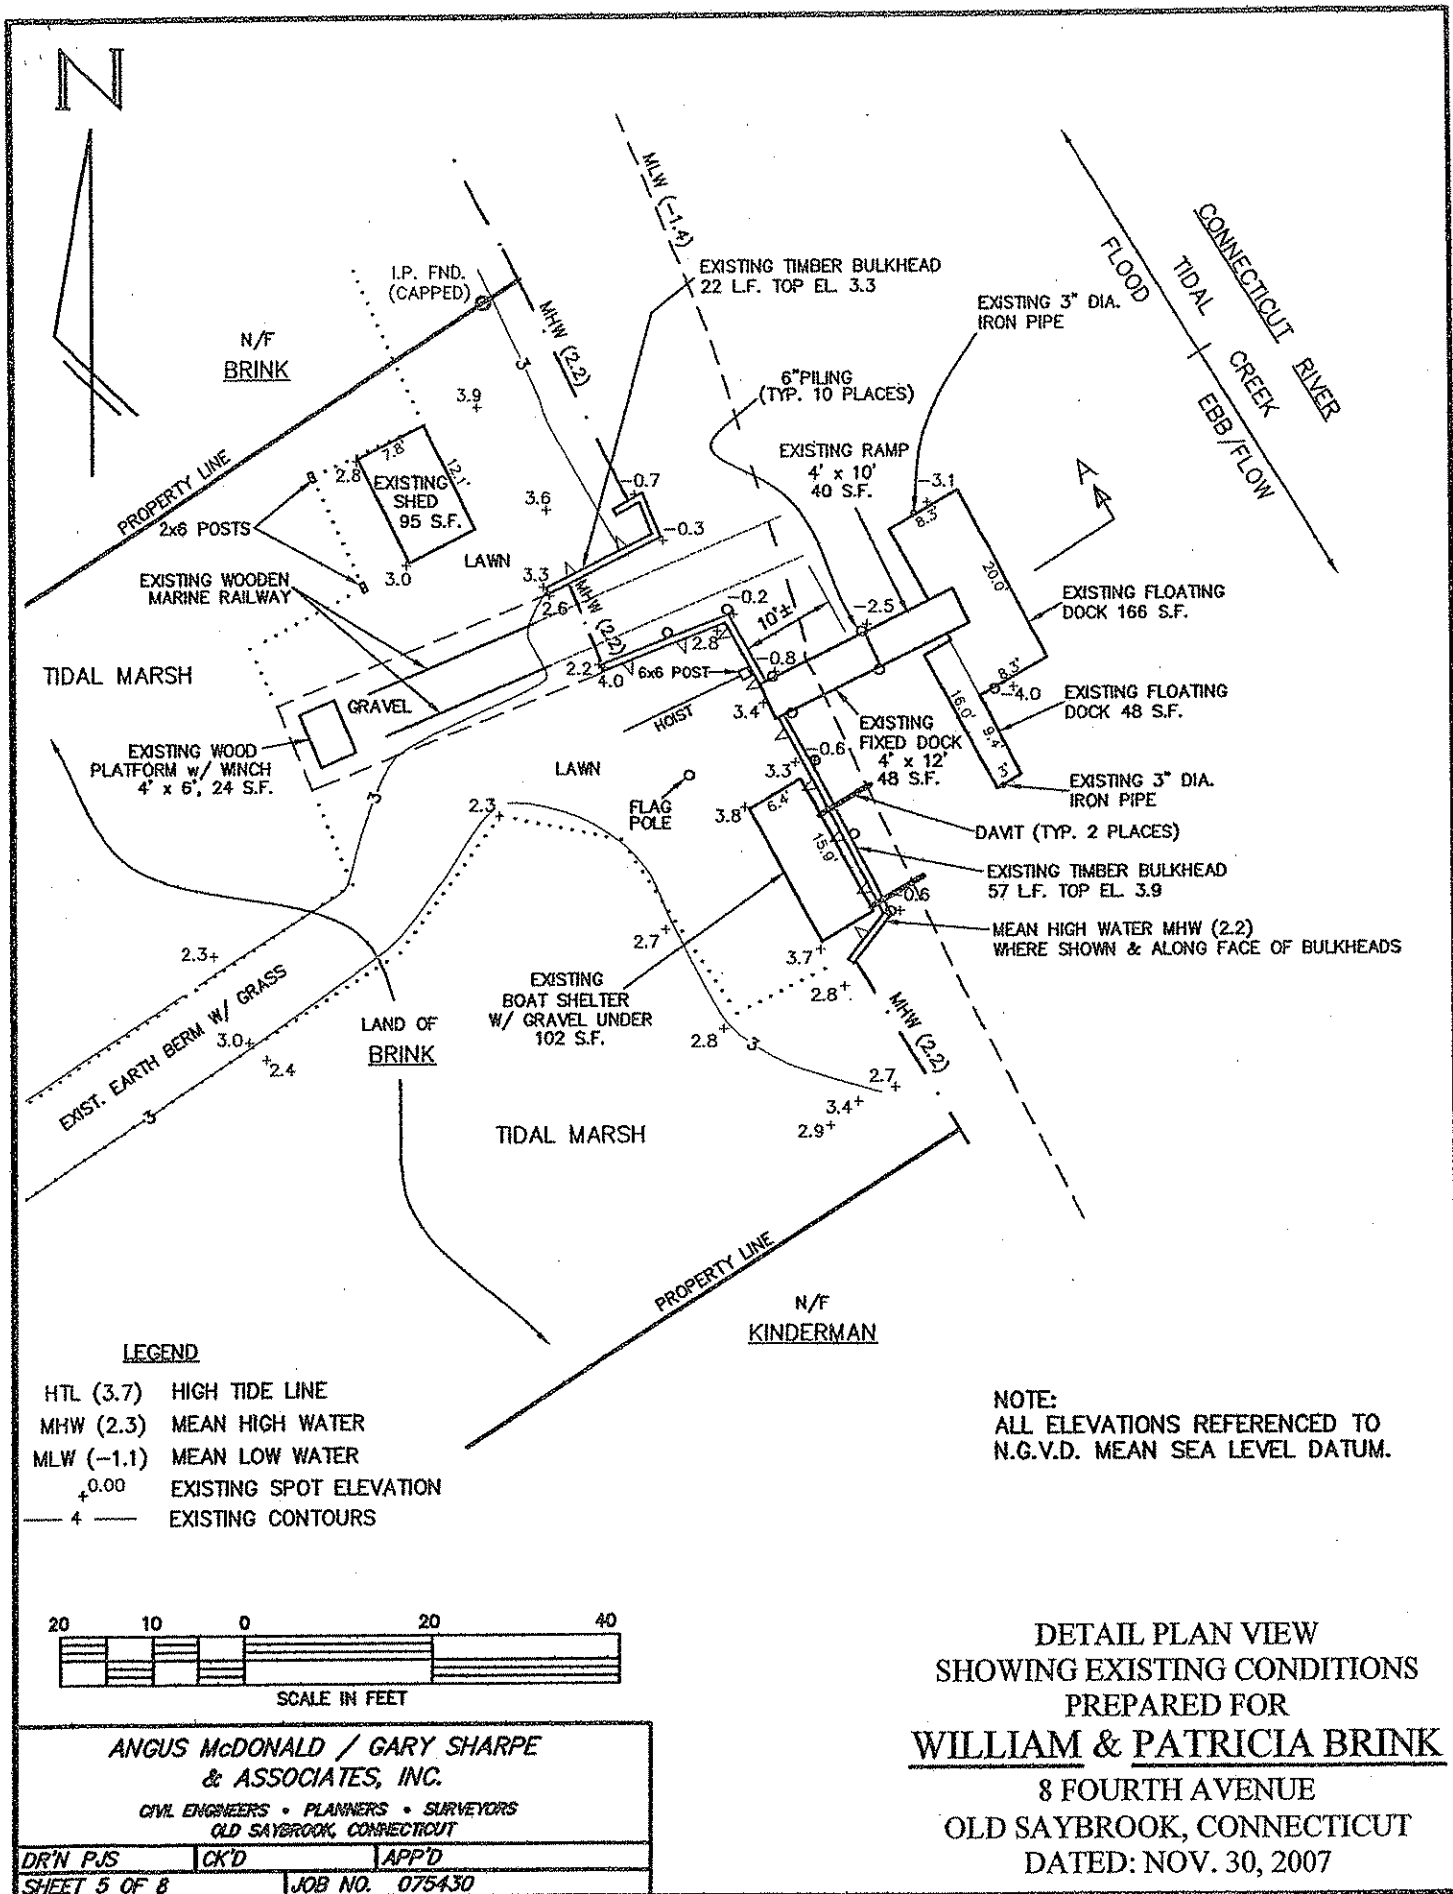 N
MLW (-1.4)
CONNECTICUT RIVER
TIDAL CREEK
FLOOD
EBB/FLOW
I.P. FND.
(CAPPED)
MHW (2.2)
EXISTING TIMBER BULKHEAD
22 L.F. TOP EL. 3.3
EXISTING 3" DIA.
IRON PIPE
N/F
BRINK
3
3.9
6"PILING
(TYP. 10 PLACES)
EXISTING RAMP
4' x 10'
40 S.F.
A
PROPERTY LINE
2.8
7.8'
12.1'
EXISTING
SHED
95 S.F.
-0.7
3.6
-3.1
8.3'
2x6 POSTS
-0.3
LAWN
3.0
3.3
2.6
EXISTING WOODEN
MARINE RAILWAY
MHW (2.2)
-0.2
10'±
-2.5
20.0'
EXISTING FLOATING
DOCK 166 S.F.
2.8
TIDAL MARSH
2.2
4.0
6x6 POST
-0.8
8.3'
-4.0
EXISTING FLOATING
DOCK 48 S.F.
GRAVEL
HOIST
3.4
16.0'
9.4'
3'
EXISTING
FIXED DOCK
4' x 12'
48 S.F.
EXISTING WOOD
PLATFORM w/ WINCH
4' x 6', 24 S.F.
LAWN
-0.6
3.3
FLAG
POLE
EXISTING 3" DIA.
IRON PIPE
3
2.3
3.8
6.4'
15.9'
DAVIT (TYP. 2 PLACES)
EXISTING TIMBER BULKHEAD
57 L.F. TOP EL. 3.9
-0.6
MEAN HIGH WATER MHW (2.2)
WHERE SHOWN & ALONG FACE OF BULKHEADS
2.3
2.7
3.7
2.8
EXISTING
BOAT SHELTER
W/ GRAVEL UNDER
102 S.F.
EXIST. EARTH BERM W/ GRASS
MHW (2.2)
LAND OF
BRINK
3.0
2.4
2.8
3
2.7
3.4
2.9
3
TIDAL MARSH
PROPERTY LINE
N/F
KINDERMAN
LEGEND
HTL (3.7) HIGH TIDE LINE
MHW (2.3) MEAN HIGH WATER
MLW (-1.1) MEAN LOW WATER
+0.00 EXISTING SPOT ELEVATION
4 EXISTING CONTOURS
NOTE:
ALL ELEVATIONS REFERENCED TO
N.G.V.D. MEAN SEA LEVEL DATUM.
20 10 0 20 40
SCALE IN FEET
ANGUS McDONALD / GARY SHARPE
& ASSOCIATES, INC.
CIVIL ENGINEERS • PLANNERS • SURVEYORS
OLD SAYBROOK, CONNECTICUT
DR'N PJS CK'D APP'D
SHEET 5 OF 8 JOB NO. 075430
DETAIL PLAN VIEW
SHOWING EXISTING CONDITIONS
PREPARED FOR
WILLIAM & PATRICIA BRINK
8 FOURTH AVENUE
OLD SAYBROOK, CONNECTICUT
DATED: NOV. 30, 2007